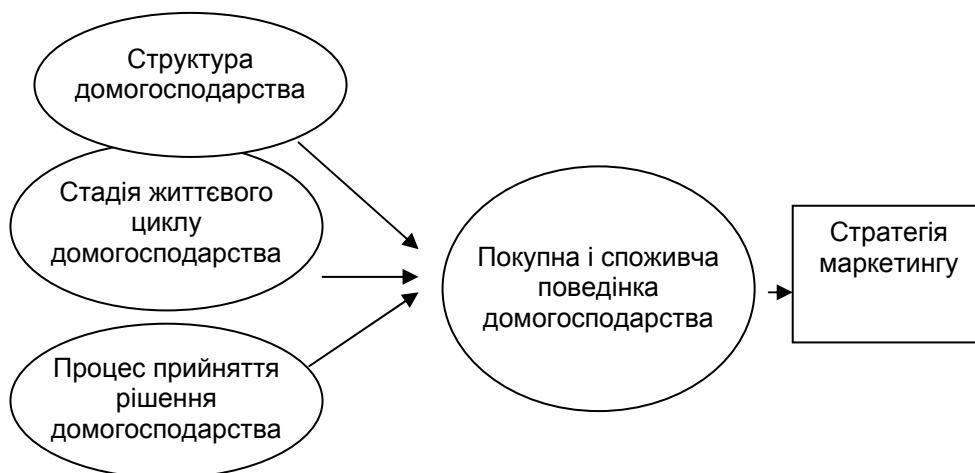 Структура
домогосподарства
Стадія життєвого
циклу
домогосподарства
Процес прийняття
рішення
домогосподарства
Покупна і споживча
поведінка
домогосподарства
Стратегія
маркетингу